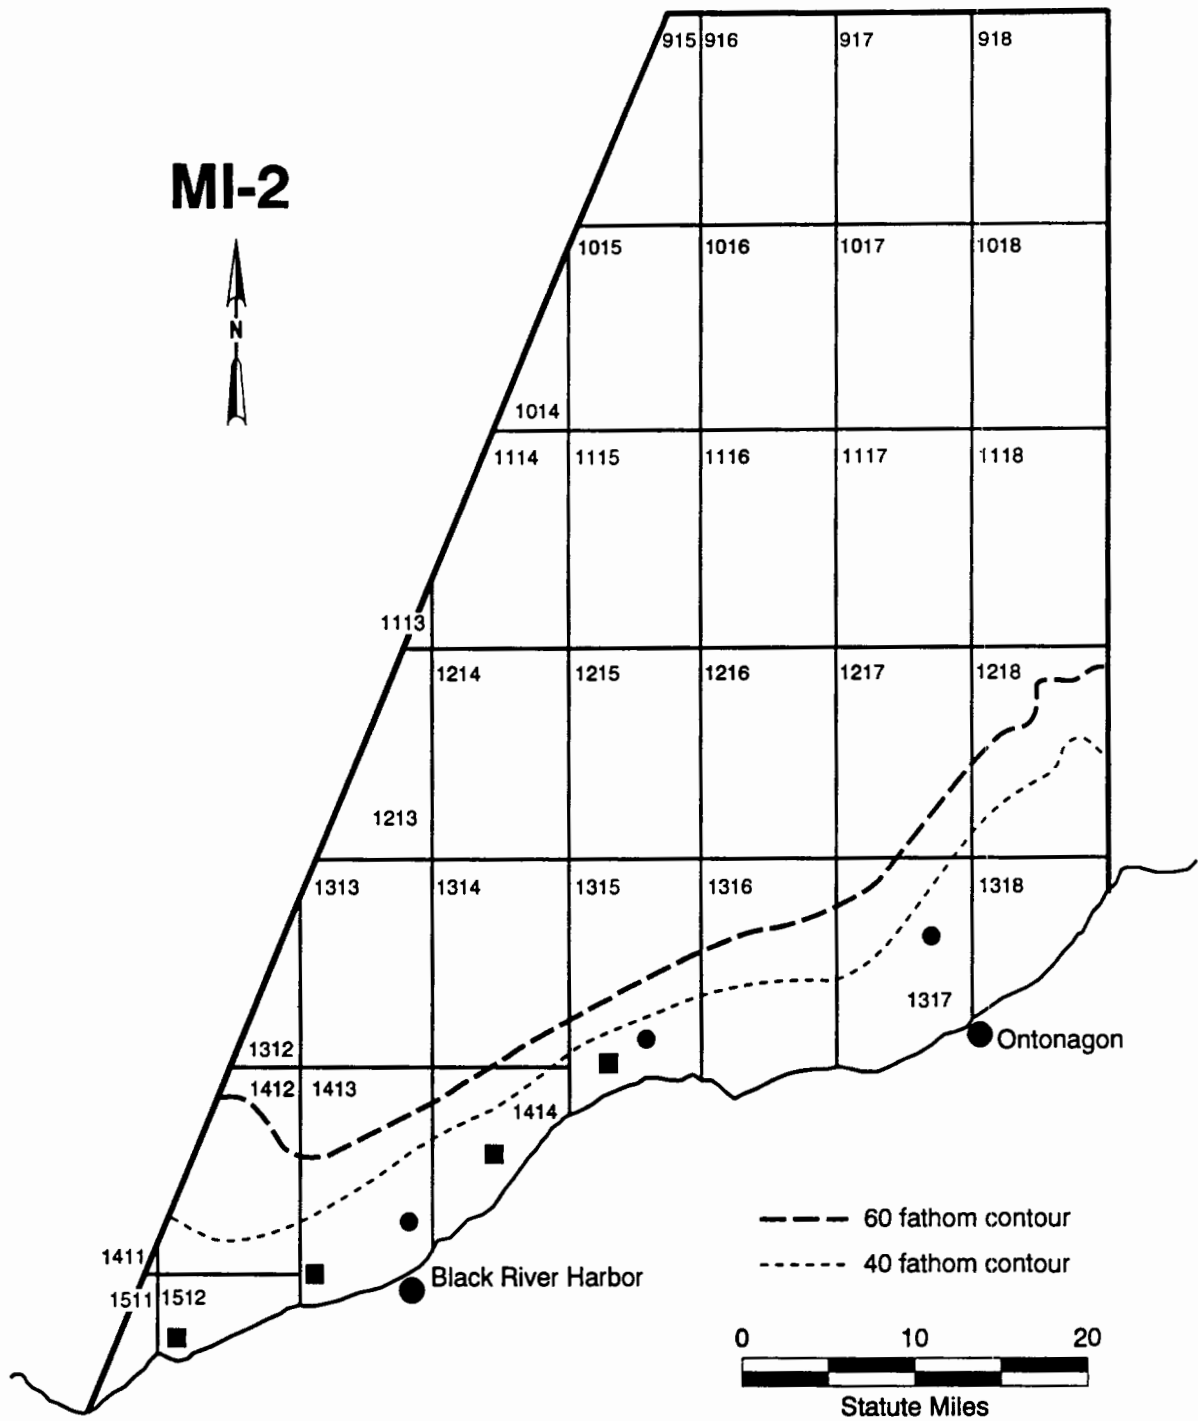 915 916 917 918
MI-2
1015 1016 1017 1018
N
1014
1114 1115 1116 1117 1118
1113
1214 1215 1216 1217 1218
1213
1313 1314 1315 1316 1318
1317
Ontonagon
1312
1412 1413
1414
60 fathom contour
40 fathom contour
1411
Black River Harbor
1511 1512
0 10 20
Statute Miles